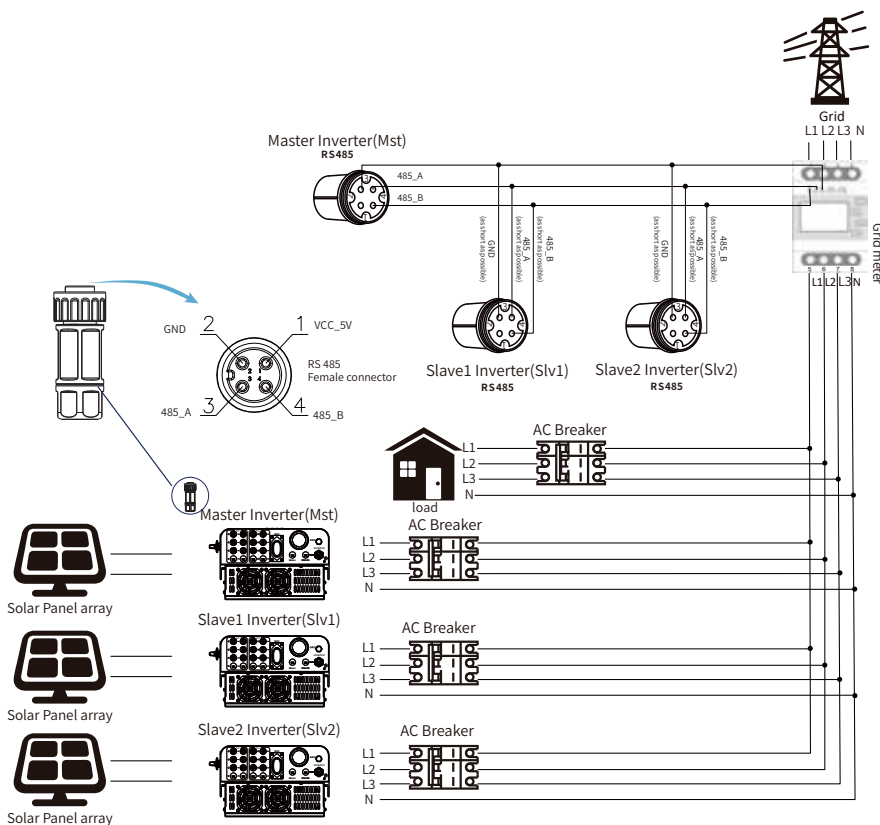 Grid
L1 L2 L3 N
Master Inverter(Mst)
RS485
485_A
485_B
GND
(as short as possible)
485_A
(as short as possible)
485_B
(as short as possible)
GND
(as short as possible)
485_A
(as short as possible)
485_B
(as short as possible)
Grid meter
5 6 7 8
L1 L2 L3 N
Slave1 Inverter(Slv1)
RS485
Slave2 Inverter(Slv2)
RS485
GND 2
1 VCC_5V
2 1
3 4
RS 485
Female connector
485_A 3
4 485_B
AC Breaker
L1
L2
L3
N
load
Master Inverter(Mst)
AC Breaker
L1
L2
L3
N
Solar Panel array
Slave1 Inverter(Slv1)
AC Breaker
L1
L2
L3
N
Solar Panel array
Slave2 Inverter(Slv2)
AC Breaker
L1
L2
L3
N
Solar Panel array